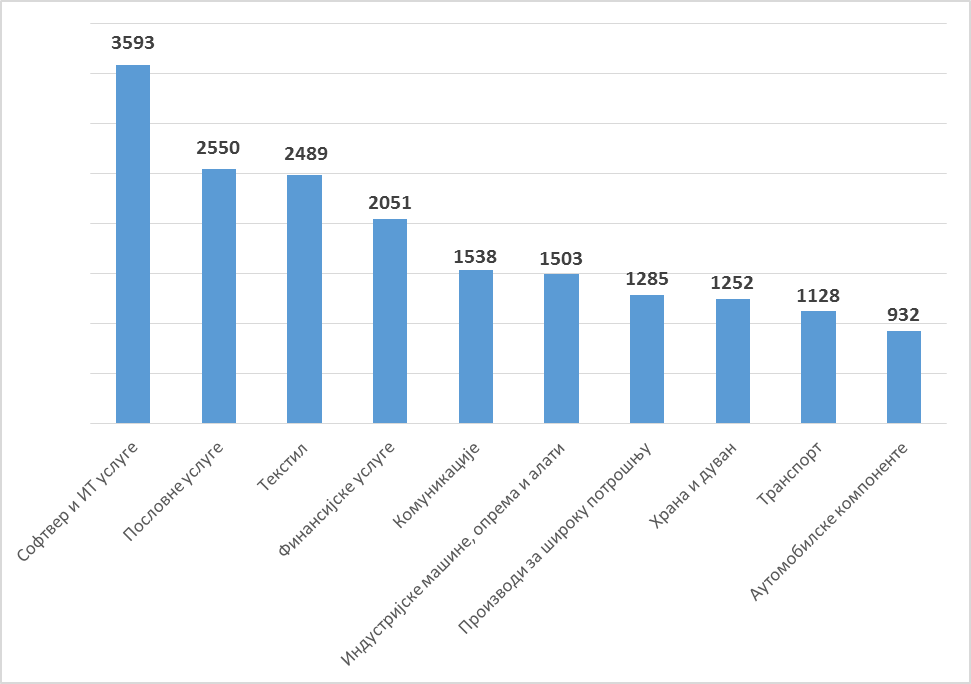 3593
2550
2489
2051
1538
1503
1285
1252
1128
932
Софтвер и ИТ услуге
Пословне услуге
Текстил
Финансијске услуге
Комуникације
Индустријске машине, опрема и алати
Производи за широку потрошњу
Храна и дуван
Транспорт
Аутомобилске компоненте